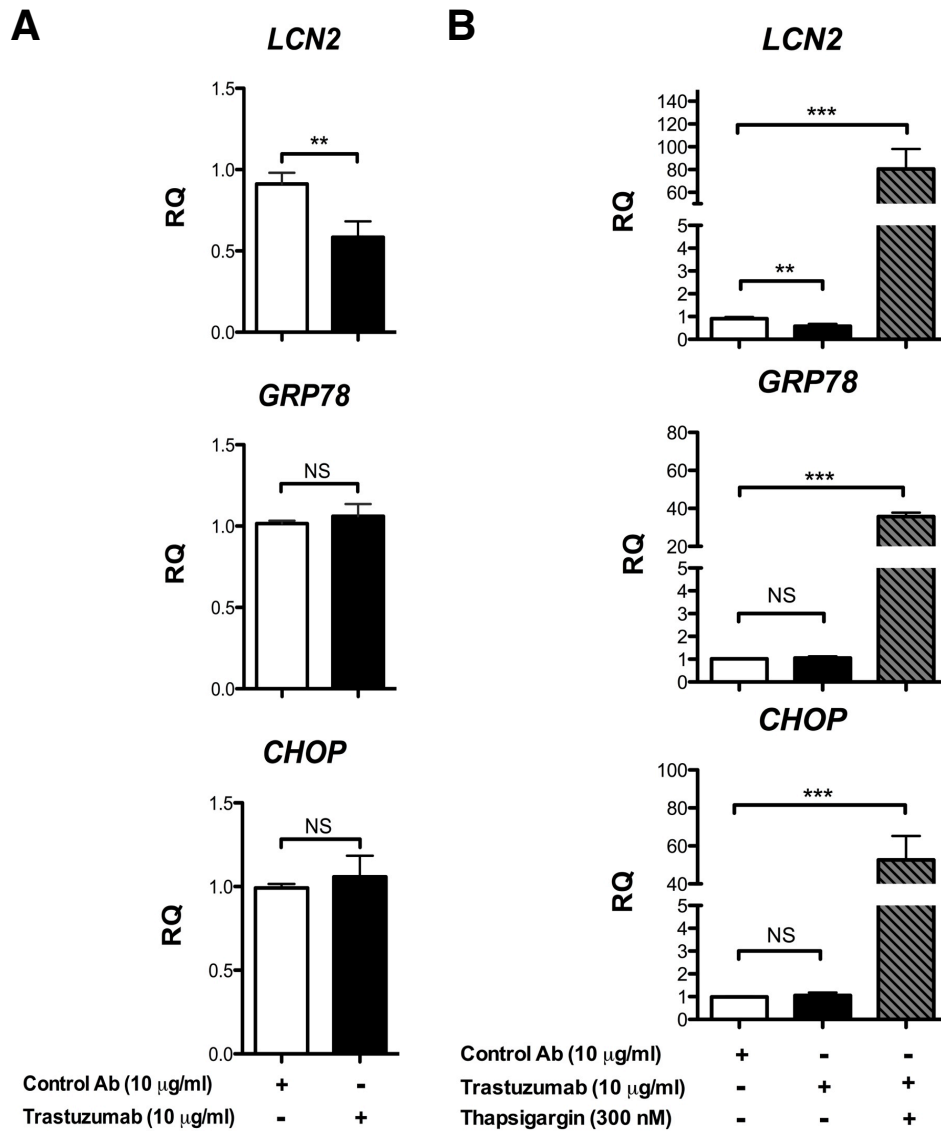 A
LCN2
1.5
**
1.0
RQ
0.5
0.0
GRP78
1.5
NS
1.0
RQ
0.5
0.0
CHOP
1.5
NS
1.0
RQ
0.5
0.0
Control Ab (10 μg/ml) + -
Trastuzumab (10 μg/ml) - +
B
LCN2
140
***
120
100
80
60
RQ
5
4
3
**
2
1
0
GRP78
80
60
***
40
20
RQ
5
4
NS
3
2
1
0
CHOP
100
***
80
60
40
RQ
5
4
NS
3
2
1
0
Control Ab (10 μg/ml) + - -
Trastuzumab (10 μg/ml) - + +
Thapsigargin (300 nM) - - +